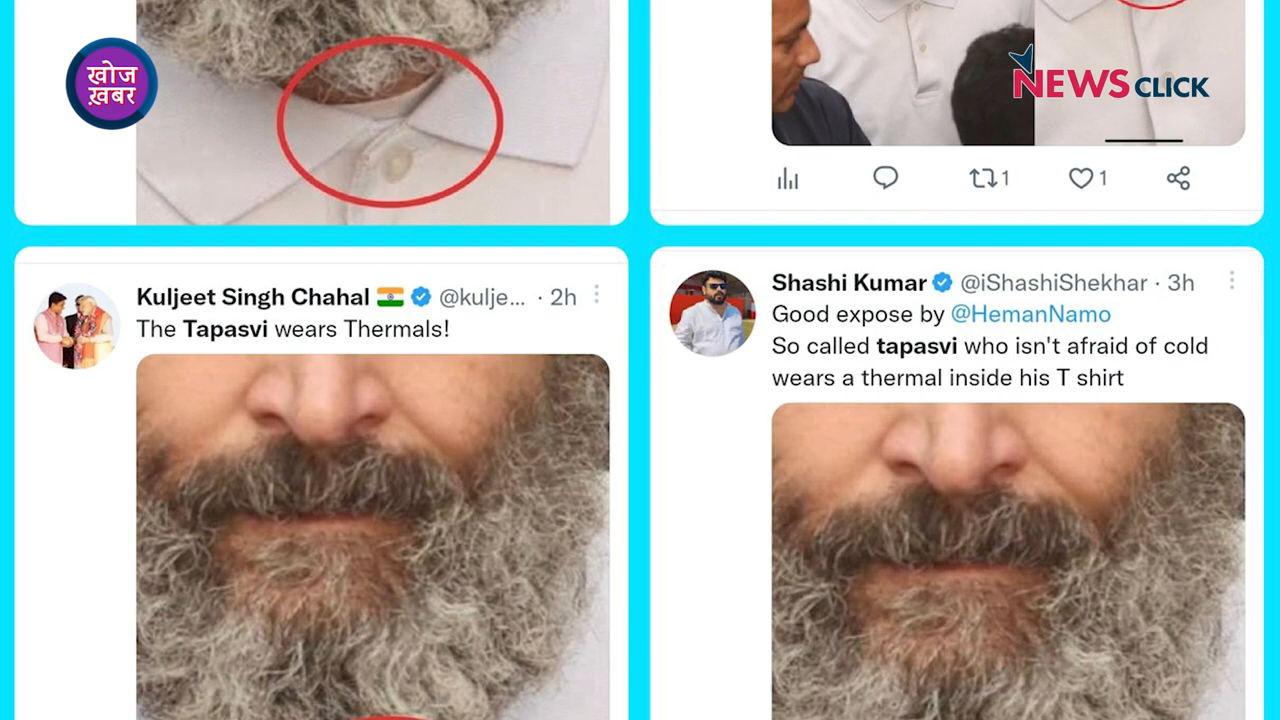 खोज
ख़बर
NEWS CLICK
1
1
Kuljeet Singh Chahal @kulje... · 2h
The Tapasvi wears Thermals!
Shashi Kumar @iShashiShekhar · 3h
Good expose by @HemanNamo
So called tapasvi who isn't afraid of cold
wears a thermal inside his T shirt